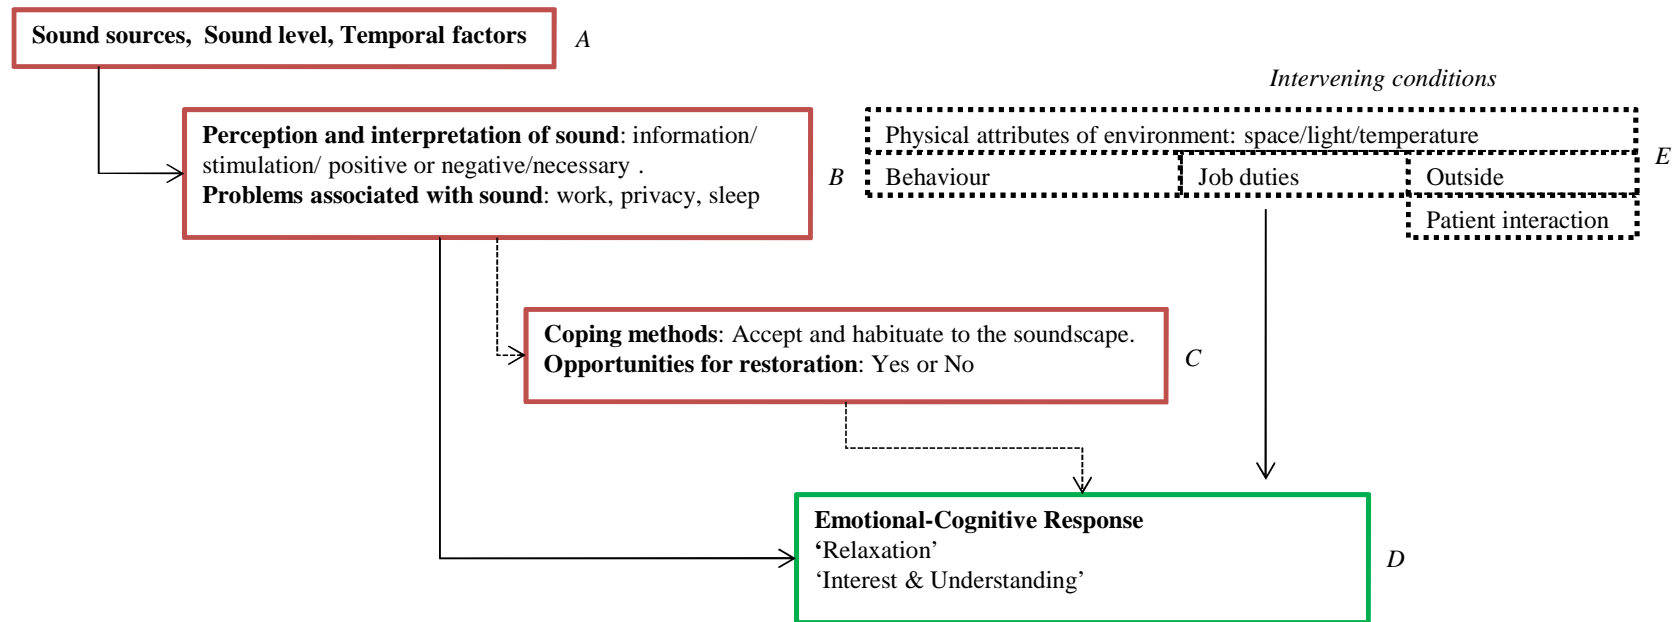 Sound sources,  Sound level, Temporal factors
A
Intervening conditions
Perception and interpretation of sound: information/
stimulation/ positive or negative/necessary .
Problems associated with sound: work, privacy, sleep
B
Physical attributes of environment: space/light/temperature
Behaviour
Job duties
Outside
Patient interaction
E
Coping methods: Accept and habituate to the soundscape.
Opportunities for restoration: Yes or No
C
Emotional-Cognitive Response
‘Relaxation’
‘Interest & Understanding’
D